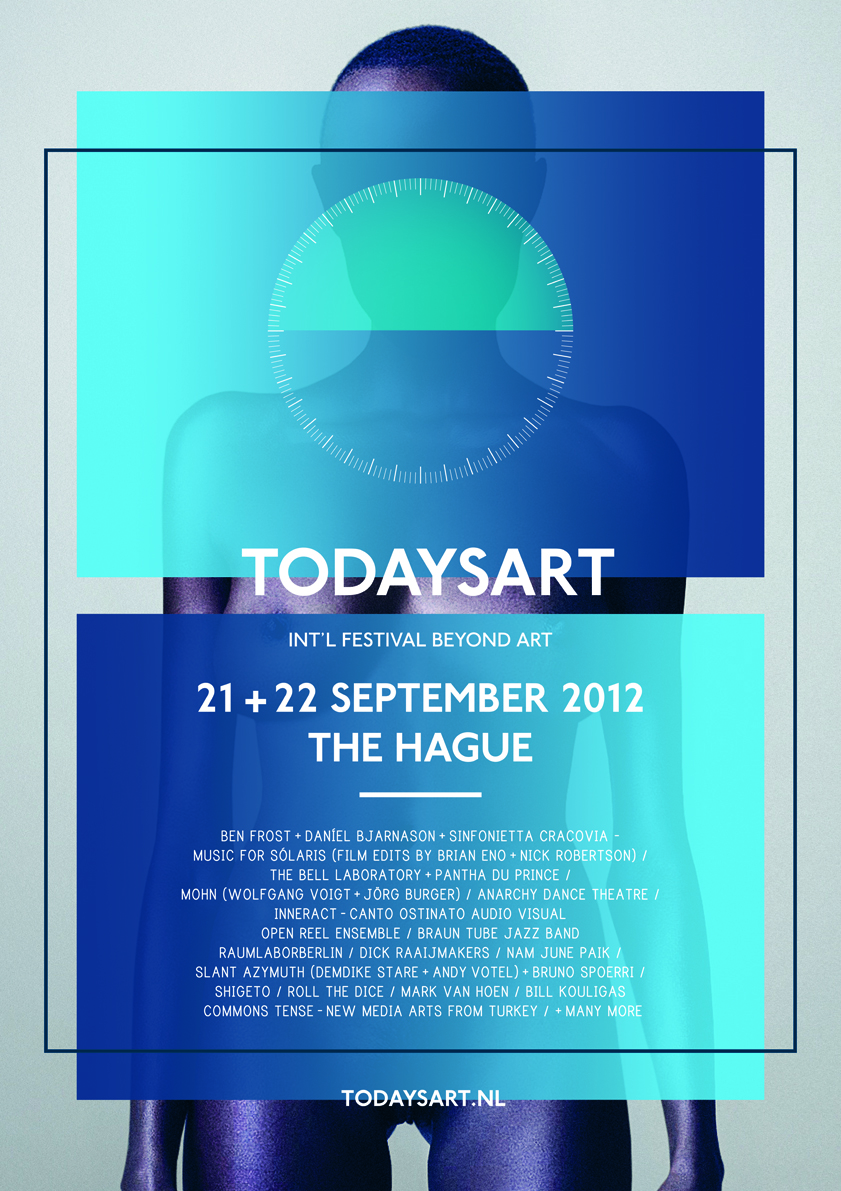 TODAYSART
INT'L FESTIVAL BEYOND ART
21 + 22 SEPTEMBER 2012
THE HAGUE
BEN FROST + DANÍEL BJARNASON + SINFONIETTA CRACOVIA -
MUSIC FOR SÓLARIS (FILM EDITS BY BRIAN ENO + NICK ROBERTSON) /
THE BELL LABORATORY + PANTHA DU PRINCE /
MOHN (WOLFGANG VOIGT + JÖRG BURGER) / ANARCHY DANCE THEATRE /
INNERACT - CANTO OSTINATO AUDIO VISUAL
OPEN REEL ENSEMBLE / BRAUN TUBE JAZZ BAND
RAUMLABORBERLIN / DICK RAAIJMAKERS / NAM JUNE PAIK /
SLANT AZYMUTH (DEMDIKE STARE + ANDY VOTEL) + BRUNO SPOERRI /
SHIGETO / ROLL THE DICE / MARK VAN HOEN / BILL KOULIGAS
COMMONS TENSE - NEW MEDIA ARTS FROM TURKEY / + MANY MORE
TODAYSART.NL